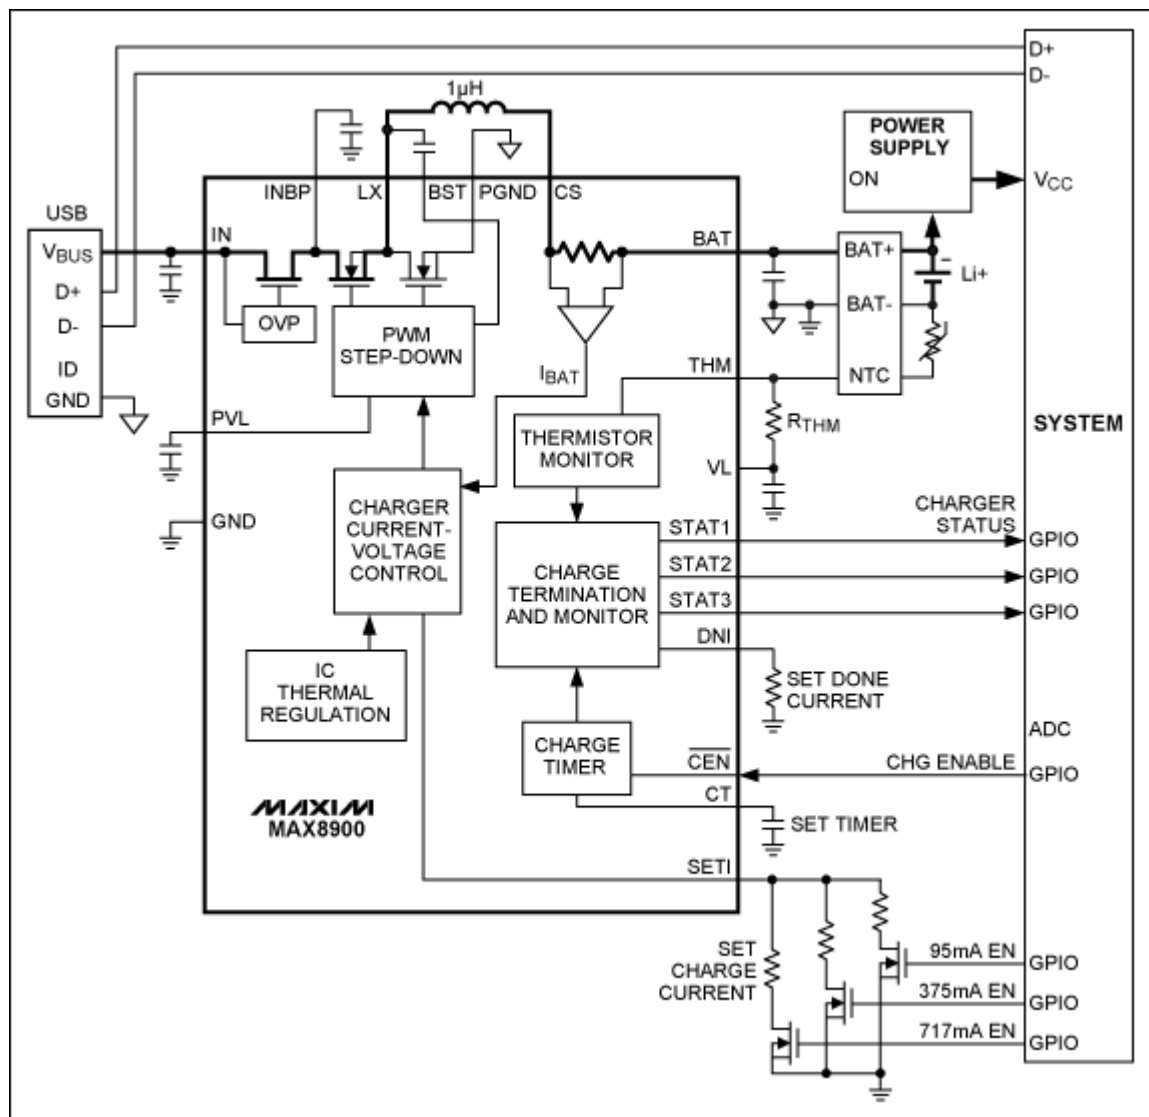 D+
D-
1µH
POWER
SUPPLY
ON
VCC
INBP
LX
BST
PGND
CS
USB
VBUS
D+
D-
ID
GND
IN
BAT
BAT+
BAT-
NTC
Li+
OVP
PWM
STEP-DOWN
IBAT
THM
RTHM
PVL
THERMISTOR
MONITOR
VL
SYSTEM
GND
CHARGER
CURRENT-
VOLTAGE
CONTROL
CHARGE
TERMINATION
AND MONITOR
STAT1
STAT2
STAT3
DNI
CHARGER
STATUS
GPIO
GPIO
GPIO
IC
THERMAL
REGULATION
SET DONE
CURRENT
ADC
CHARGE
TIMER
CEN
CHG ENABLE
GPIO
CT
SET TIMER
MAXIM
MAX8900
SETI
SET
CHARGE
CURRENT
95mA EN
GPIO
375mA EN
GPIO
717mA EN
GPIO